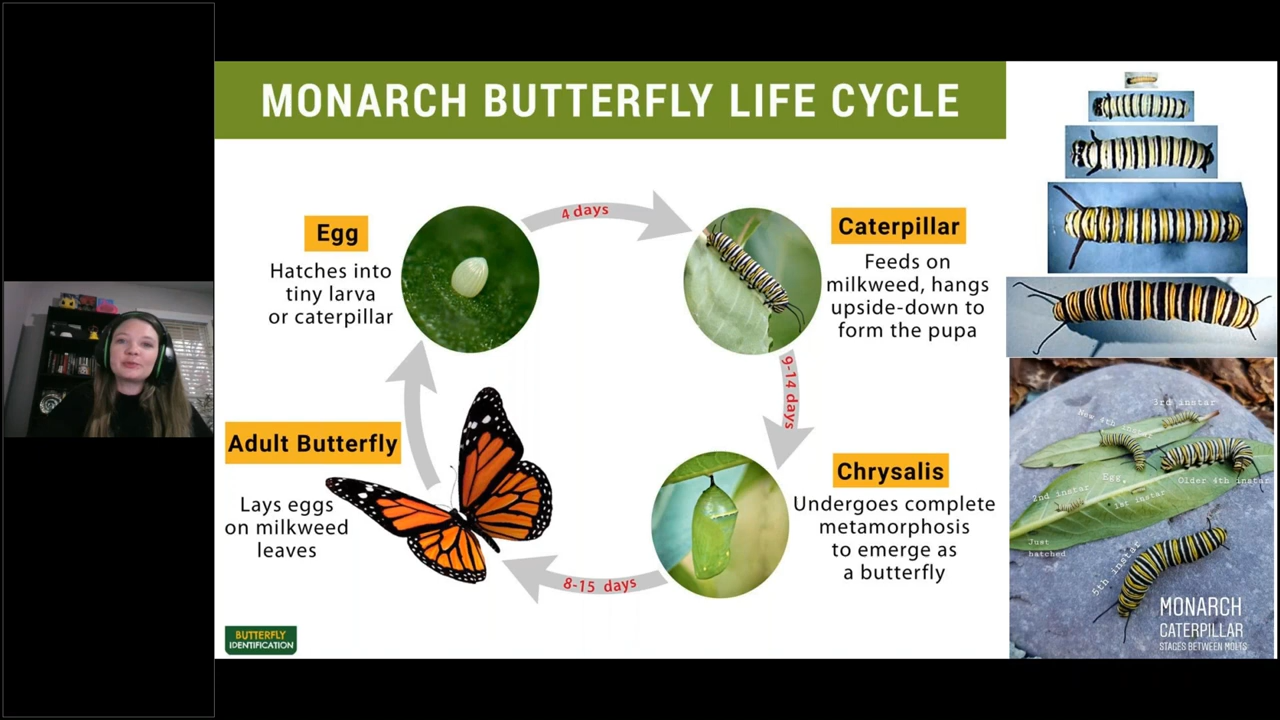 MONARCH BUTTERFLY LIFE CYCLE
4 days
Egg
Hatches into
tiny larva
or caterpillar
Caterpillar
Feeds on
milkweed, hangs
upside-down to
form the pupa
9-14 days
Chrysalis
Undergoes complete
metamorphosis
to emerge as
a butterfly
8-15 days
Adult Butterfly
Lays eggs
on milkweed
leaves
BUTTERFLY
IDENTIFICATION
3rd instar
New 4th instar
Older 4th instar
Egg
2nd instar
1st instar
Just
hatched
5th instar
MONARCH
CATERPILLAR
STAGES BETWEEN MOLTS